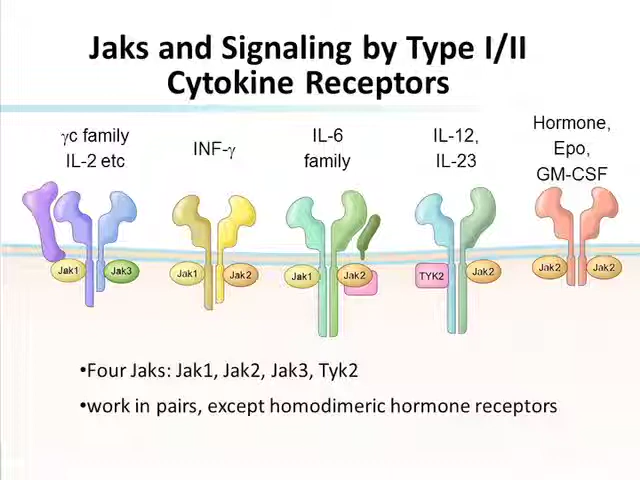 Jaks and Signaling by Type I/II
Cytokine Receptors
γc family
IL-2 etc
INF-γ
IL-6
family
IL-12,
IL-23
Hormone,
Epo,
GM-CSF
Jak1
Jak3
Jak1
Jak2
Jak1
Jak2
TYK2
Jak2
Jak2
Jak2
•Four Jaks: Jak1, Jak2, Jak3, Tyk2
•work in pairs, except homodimeric hormone receptors